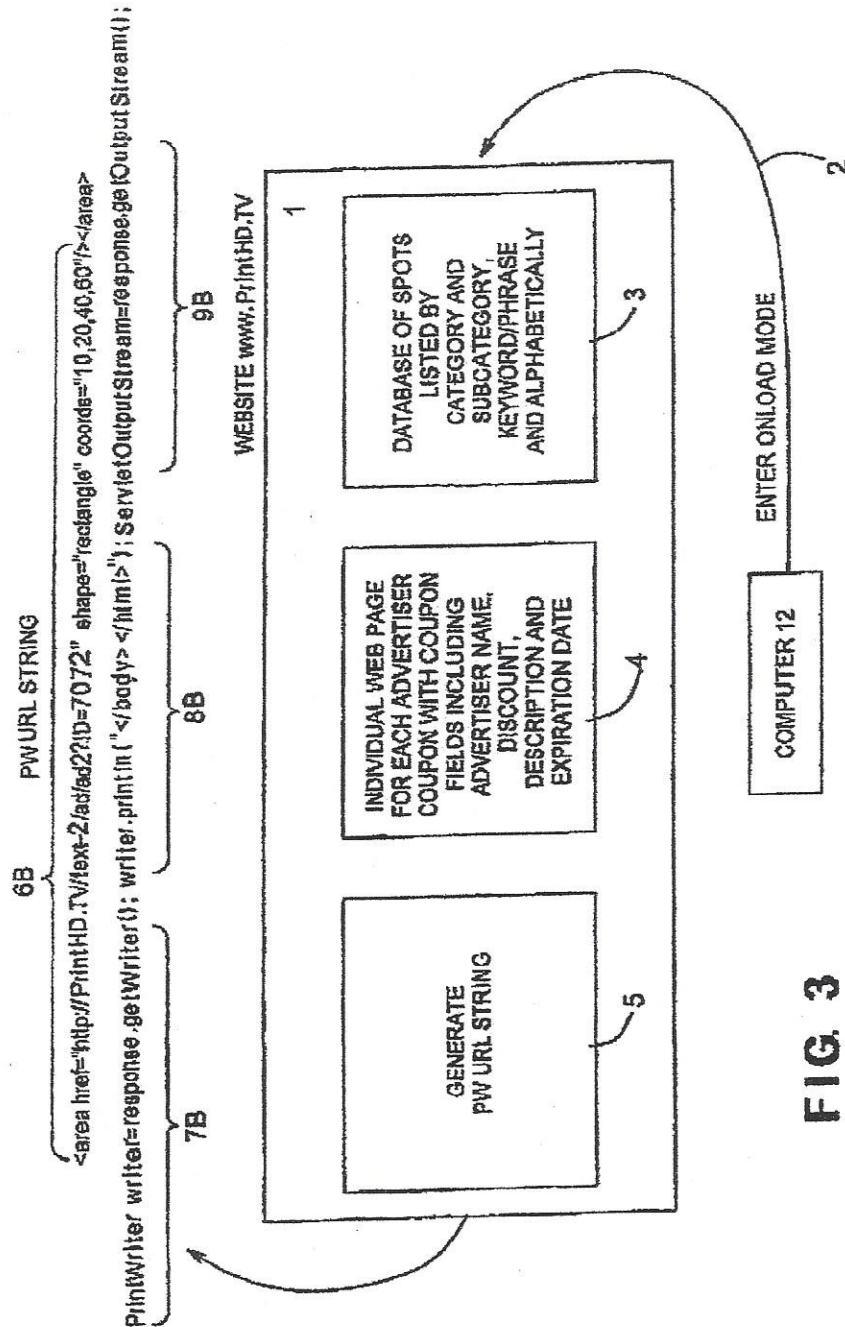 6B
PW URL STRING
<area href="http://PrintHD.TV/text-2/ad/ad2?ID=7072" shape="rectangle" coords="10,20,40,60"/></area>
PrintWriter writer=response.getWriter(); writer.println("</body></html>"); ServletOutputStream=response.getOutputStream();
7B
8B
9B
WEBSITE www.PrintHD.TV
1
GENERATE
PW URL STRING
5
INDIVIDUAL WEB PAGE
FOR EACH ADVERTISER
COUPON WITH COUPON
FIELDS INCLUDING
ADVERTISER NAME,
DISCOUNT,
DESCRIPTION AND
EXPIRATION DATE
4
DATABASE OF SPOTS
LISTED BY
CATEGORY AND
SUBCATEGORY,
KEYWORD/PHRASE
AND ALPHABETICALLY
3
ENTER ONLOAD MODE
2
COMPUTER 12
FIG. 3